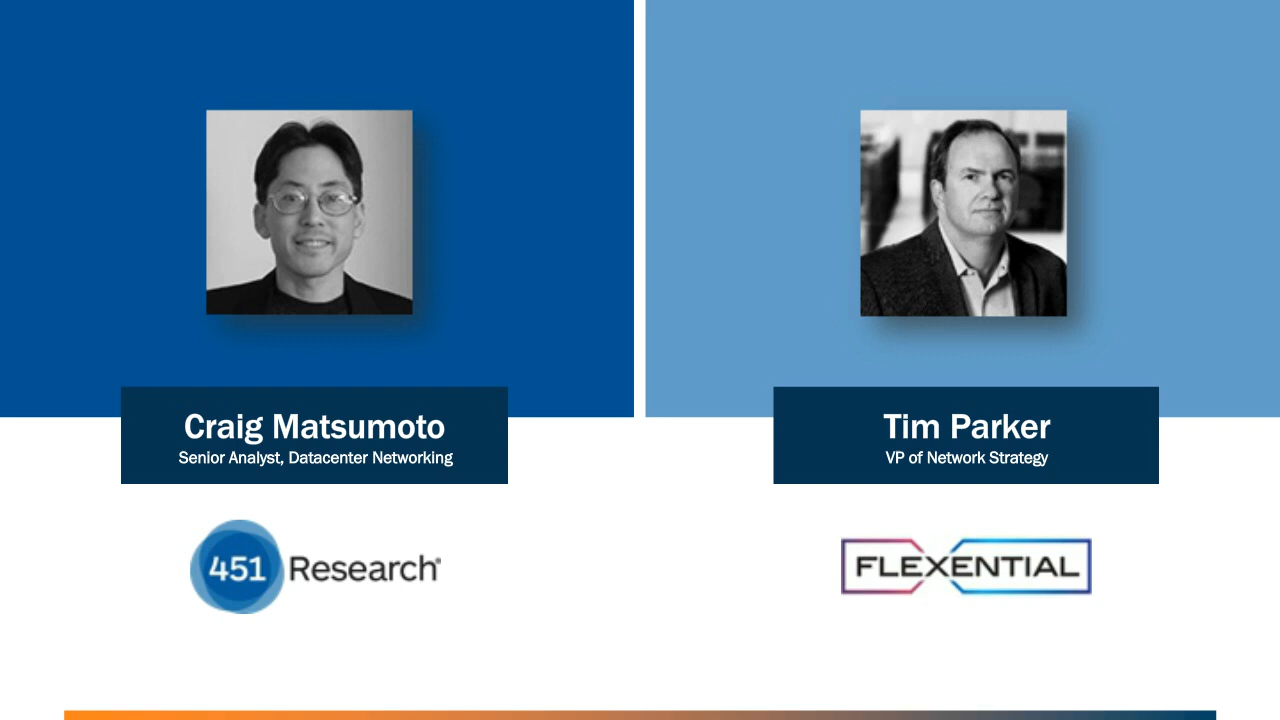 Craig Matsumoto
Senior Analyst, Datacenter Networking
451 Research®
Tim Parker
VP of Network Strategy
FLEXENTIAL